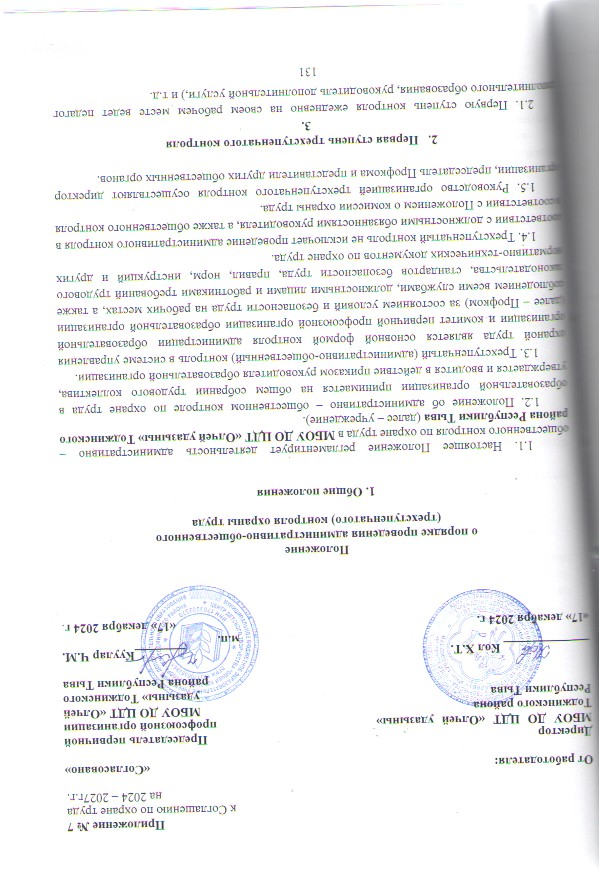 Приложение № 7
к Соглашению по охране труда
на 2024 – 2027г.г.
От работодателя:
Директор
МБОУ ДО ЦДТ «Олчей удазыны»
Тоджинского района
Республики Тыва
Кол Х.Т.
«17» декабря 2024 г
«Согласовано»
Председатель первичной
профсоюзной организации
МБОУ ДО ЦДТ «Олчей
удазыны» Тоджинского
района Республики Тыва
Куулар Ч.М.
м.п.
«17» декабря 2024 г
Положение
о порядке проведения административно-общественного
(трехступенчатого) контроля охраны труда
1. Общие положения
1.1. Настоящее Положение регламентирует деятельность административно –
общественного контроля по охране труда в МБОУ ДО ЦДТ «Олчей удазыны» Тоджинского
района Республики Тыва (далее – учреждение).
1.2. Положение об административно – общественном контроле по охране труда в
образовательной организации принимается на общем собрании трудового коллектива,
утверждается и вводится в действие приказом руководителя образовательной организации.
1.3. Трехступенчатый (административно-общественный) контроль в системе управления
охраной труда является основной формой контроля администрации образовательной
организации и комитет первичной профсоюзной организации образовательной организации
(далее – Профком) за состоянием условий и безопасности труда на рабочих местах, а также
соблюдением всеми службами, должностными лицами и работниками требований трудового
законодательства, стандартов безопасности труда, правил, норм, инструкций и других
нормативно-технических документов по охране труда.
1.4. Трехступенчатый контроль не исключает проведение административного контроля в
соответствии с должностными обязанностями руководителя, а также общественного контроля
в соответствии с Положением о комиссии охраны труда.
1.5. Руководство организацией трехступенчатого контроля осуществляют директор
организации, председатель Профкома и представители других общественных органов.
2. Первая ступень трехступенчатого контроля
3.
2.1. Первую ступень контроля ежедневно на своем рабочем месте ведет педагог
дополнительного образования, руководитель дополнительной услуги,) и т.д.
131